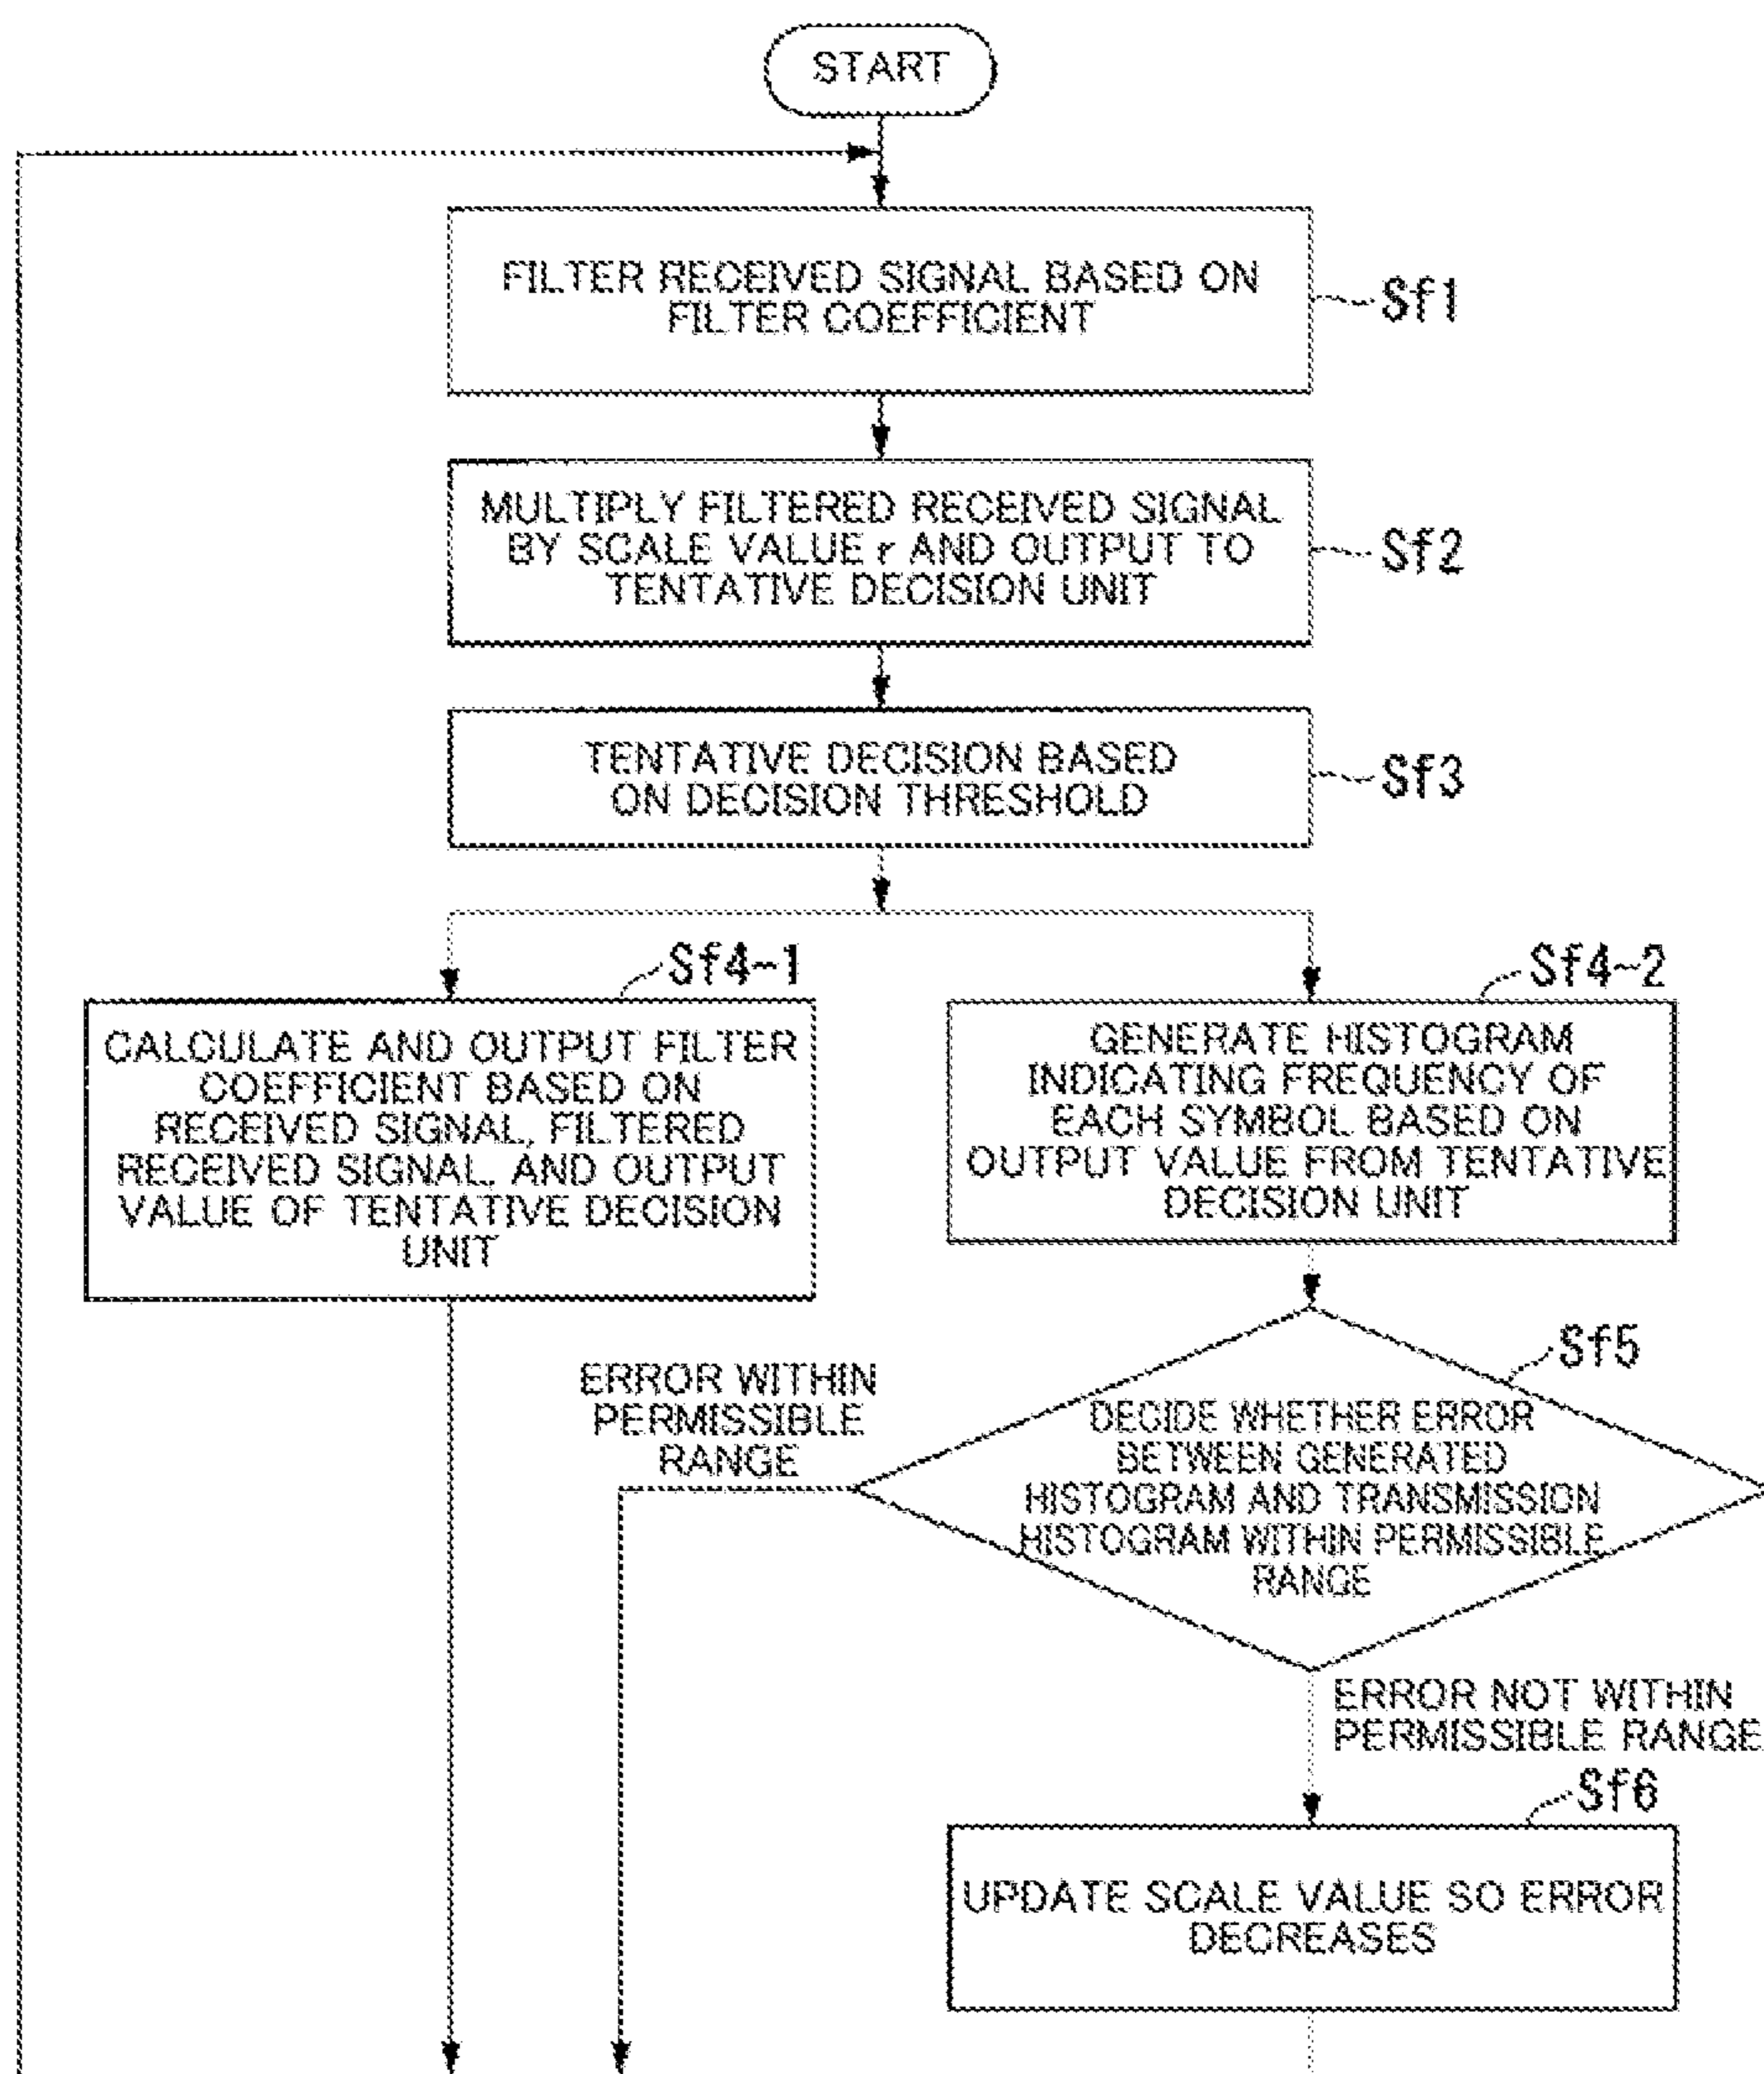 START
FILTER RECEIVED SIGNAL BASED ON
FILTER COEFFICIENT
Sf1
MULTIPLY FILTERED RECEIVED SIGNAL
BY SCALE VALUE r AND OUTPUT TO
TENTATIVE DECISION UNIT
Sf2
TENTATIVE DECISION BASED
ON DECISION THRESHOLD
Sf3
Sf4-1
CALCULATE AND OUTPUT FILTER
COEFFICIENT BASED ON
RECEIVED SIGNAL, FILTERED
RECEIVED SIGNAL, AND OUTPUT
VALUE OF TENTATIVE DECISION
UNIT
Sf4-2
GENERATE HISTOGRAM
INDICATING FREQUENCY OF
EACH SYMBOL BASED ON
OUTPUT VALUE FROM TENTATIVE
DECISION UNIT
Sf5
DECIDE WHETHER ERROR
BETWEEN GENERATED
HISTOGRAM AND TRANSMISSION
HISTOGRAM WITHIN PERMISSIBLE
RANGE
ERROR WITHIN
PERMISSIBLE
RANGE
ERROR NOT WITHIN
PERMISSIBLE RANGE
Sf6
UPDATE SCALE VALUE SO ERROR
DECREASES